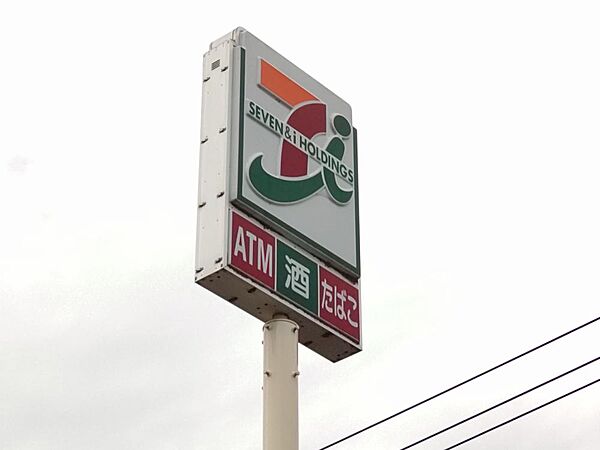 SEVEN & i HOLDINGS
ATM 酒 たばこ